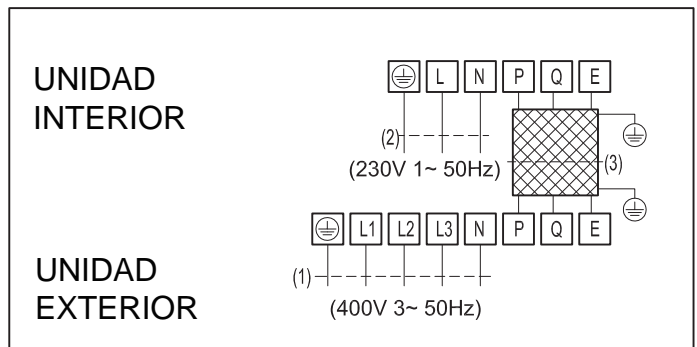 UNIDAD
INTERIOR
L N P Q E
(2)
(3)
(230V 1~ 50Hz)
L1 L2 L3 N P Q E
UNIDAD
EXTERIOR
(1)
(400V 3~ 50Hz)